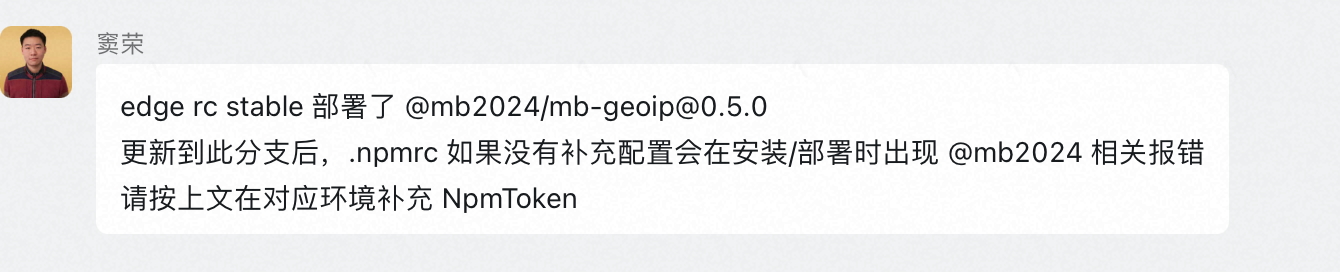 窦荣
edge rc stable 部署了 @mb2024/mb-geoip@0.5.0
更新到此分支后，.npmrc 如果没有补充配置会在安装/部署时出现 @mb2024 相关报错
请按上文在对应环境补充 NpmToken